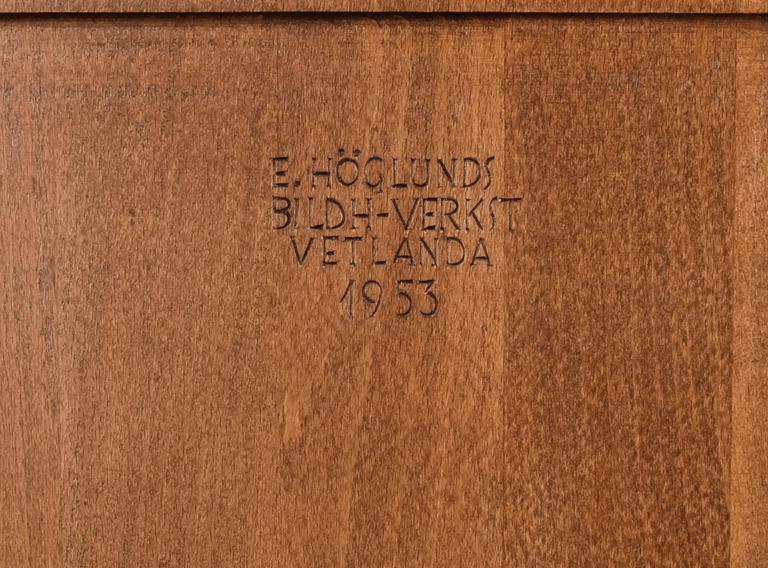 E. HÖGLUNDS
BILDH-VERKST
VETLANDA
1953